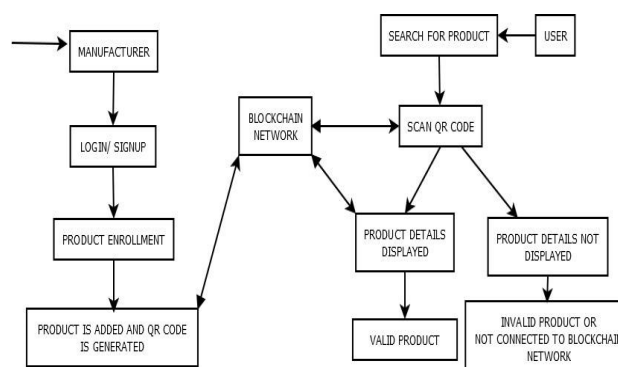 MANUFACTURER
LOGIN/ SIGNUP
PRODUCT ENROLLMENT
PRODUCT IS ADDED AND QR CODE
IS GENERATED
BLOCKCHAIN
NETWORK
SEARCH FOR PRODUCT
USER
SCAN QR CODE
PRODUCT DETAILS
DISPLAYED
PRODUCT DETAILS NOT
DISPLAYED
VALID PRODUCT
INVALID PRODUCT OR
NOT CONNECTED TO BLOCKCHAIN
NETWORK